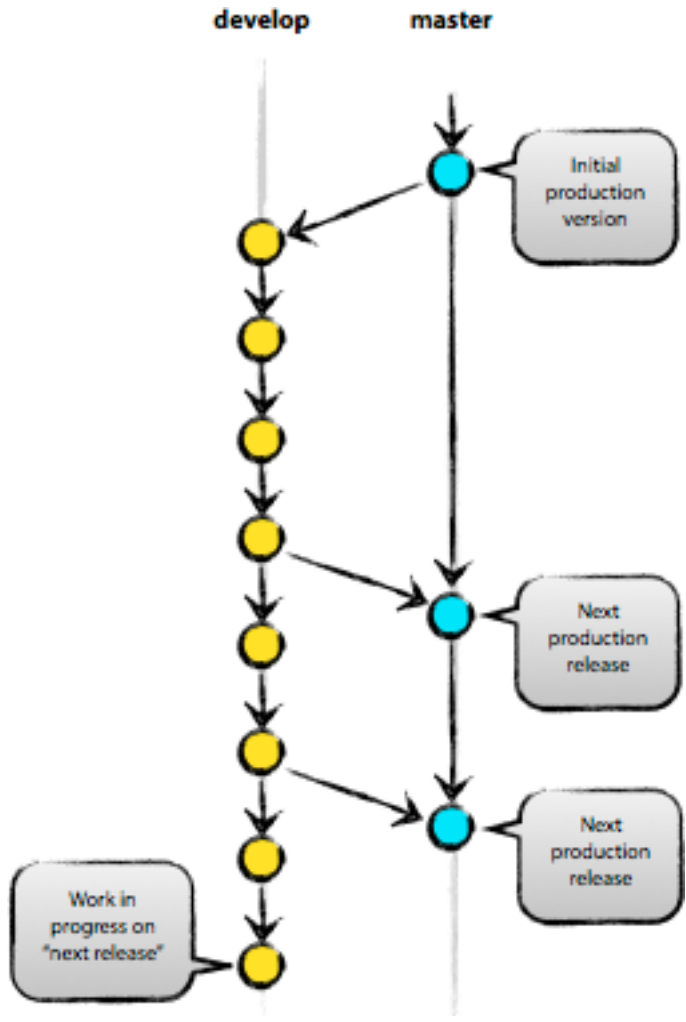 develop
master
Initial
production
version
Next
production
release
Next
production
release
Work in
progress on
“next release”